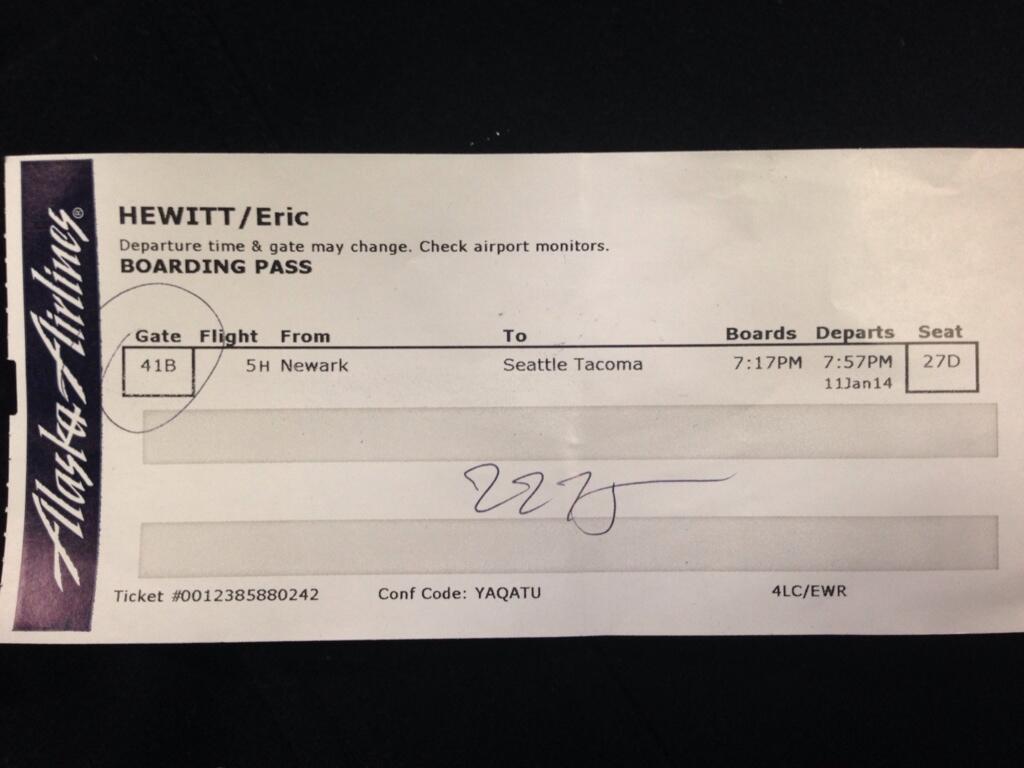 Alaska Airlines®
HEWITT/Eric
Departure time & gate may change. Check airport monitors.
BOARDING PASS
Gate Flight From To Boards Departs Seat
41B 5H Newark Seattle Tacoma 7:17PM 7:57PM 27D
11Jan14
Ticket #0012385880242 Conf Code: YAQATU 4LC/EWR